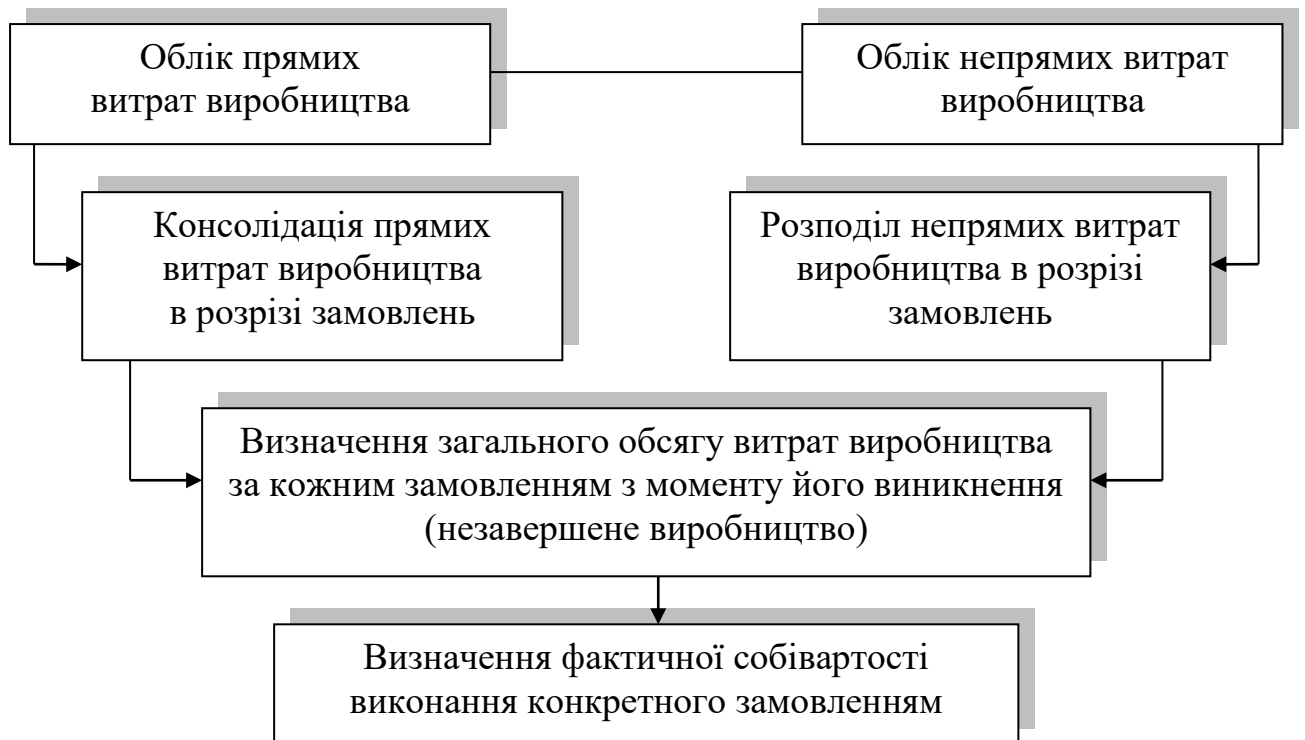 Облік прямих
витрат виробництва
Облік непрямих витрат
виробництва
Консолідація прямих
витрат виробництва
в розрізі замовлень
Розподіл непрямих витрат
виробництва в розрізі
замовлень
Визначення загального обсягу витрат виробництва
за кожним замовленням з моменту його виникнення
(незавершене виробництво)
Визначення фактичної собівартості
виконання конкретного замовленням